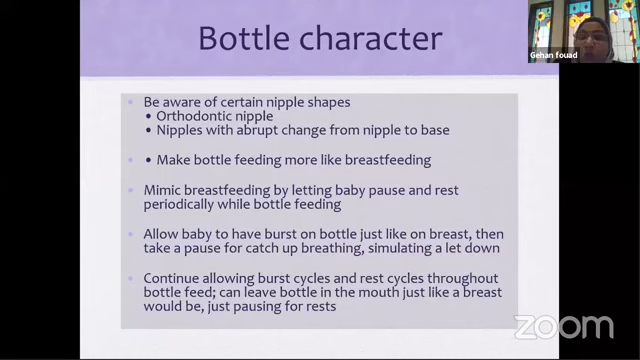 Bottle character
Gehan fouad
Be aware of certain nipple shapes
• Orthodontic nipple
• Nipples with abrupt change from nipple to base
• Make bottle feeding more like breastfeeding
Mimic breastfeeding by letting baby pause and rest
periodically while bottle feeding
Allow baby to have burst on bottle just like on breast, then
take a pause for catch up breathing, simulating a let down
Continue allowing burst cycles and rest cycles throughout
bottle feed; can leave bottle in the mouth just like a breast
would be, just pausing for rests
zoom